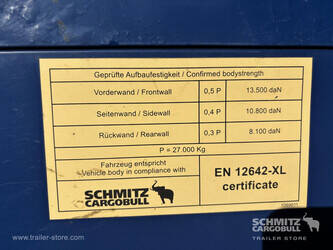 Geprüfte Aufbaufestigkeit / Confirmed bodystrength
Vorderwand / Frontwall 0,5 P 13.500 daN
Seitenwand / Sidewall 0,4 P 10.800 daN
Rückwand / Rearwall 0,3 P 8.100 daN
P = 27.000 Kg
Fahrzeug entspricht
Vehicle body in compliance with
EN 12642-XL
certificate
SCHMITZ
CARGOBULL
www.trailer-store.com
SCHMITZ
CARGOBULL
TRAILER STORE